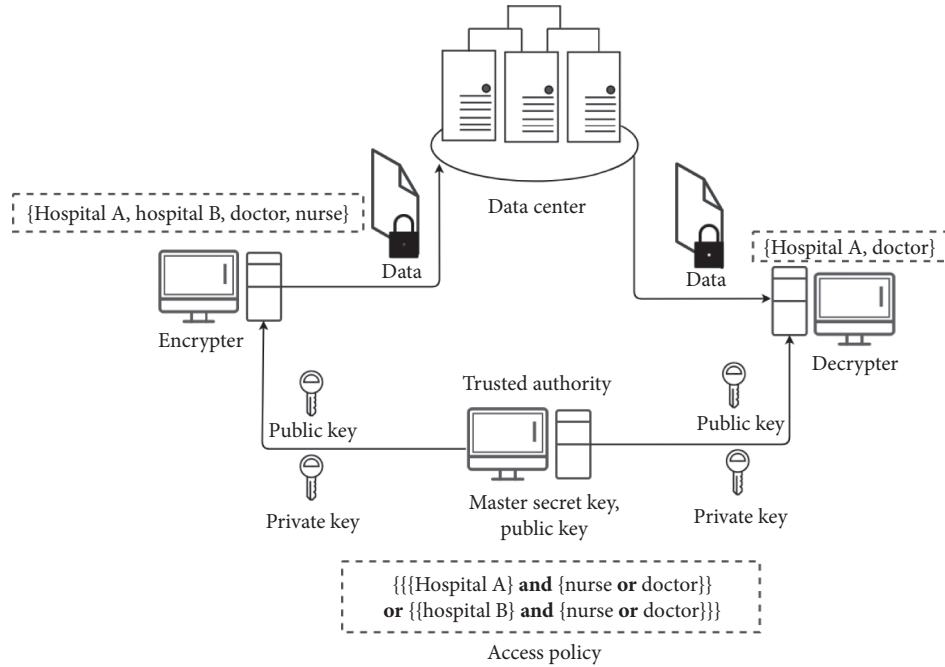 Data center
{Hospital A, hospital B, doctor, nurse}
Data
Encrypter
{Hospital A, doctor}
Data
Decrypter
Trusted authority
Public key
Private key
Public key
Private key
Master secret key,
public key
{{{Hospital A} and {nurse or doctor}}
or {{hospital B} and {nurse or doctor}}}
Access policy